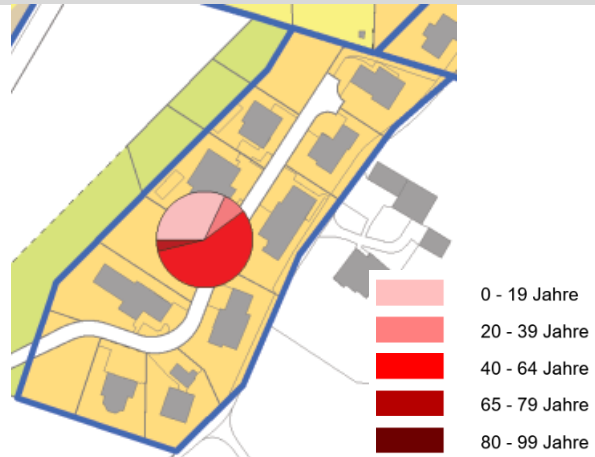 0 - 19 Jahre
20 - 39 Jahre
40 - 64 Jahre
65 - 79 Jahre
80 - 99 Jahre